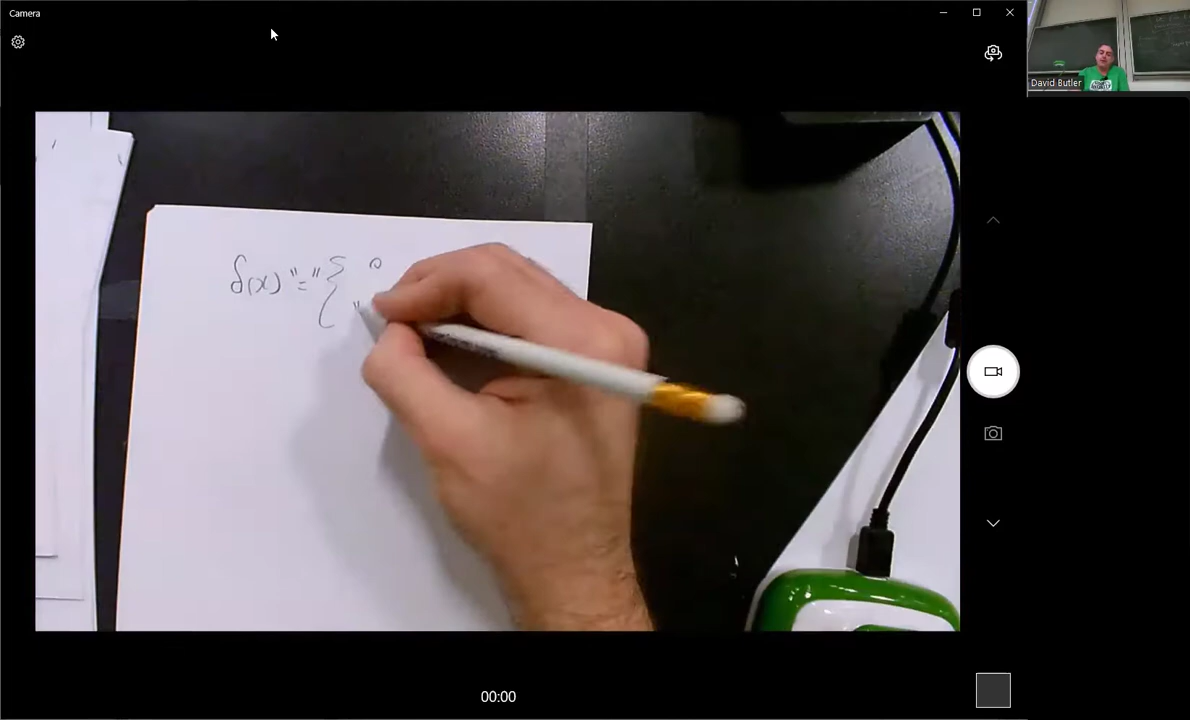 Camera
David Butler
δ(x) "=" { 0
"
00:00